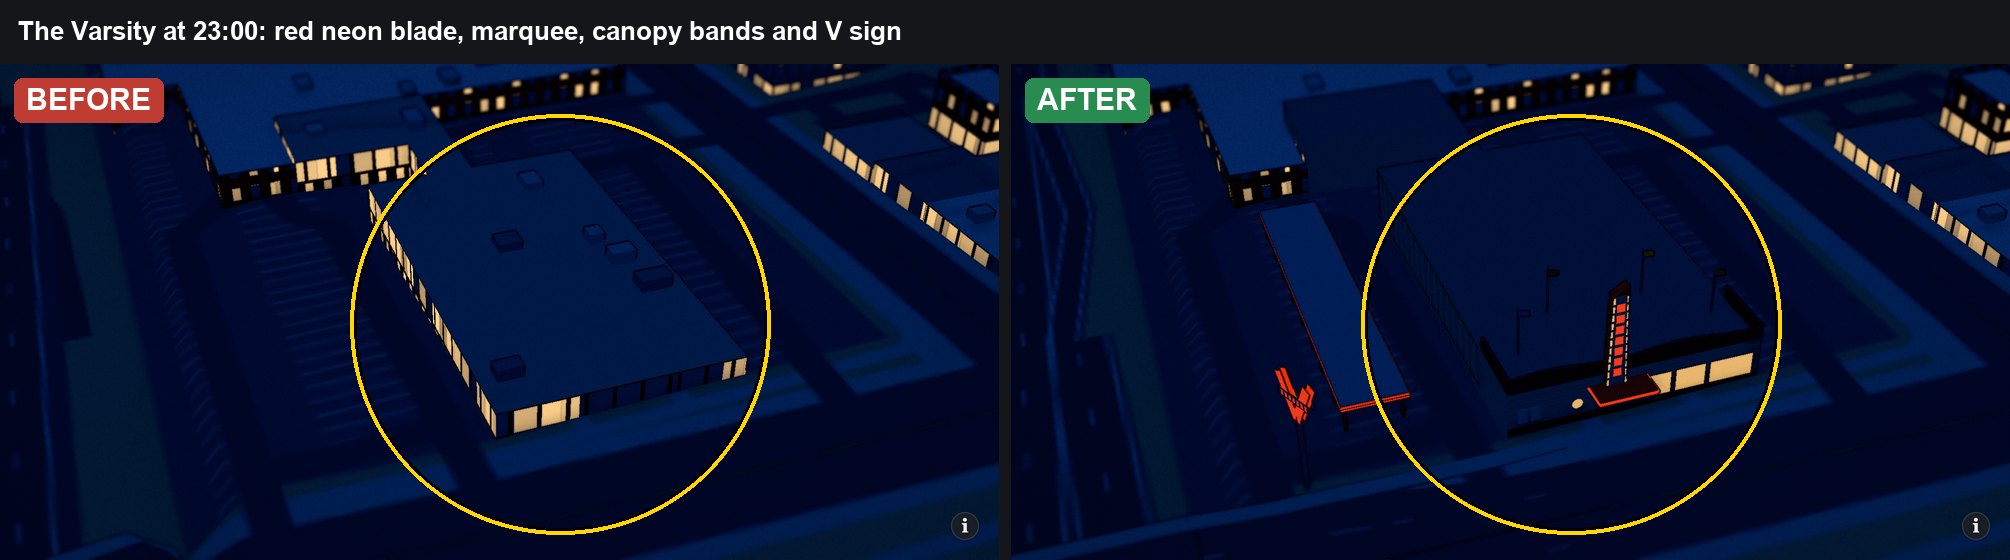 The Varsity at 23:00: red neon blade, marquee, canopy bands and V sign
BEFORE
AFTER
i
i